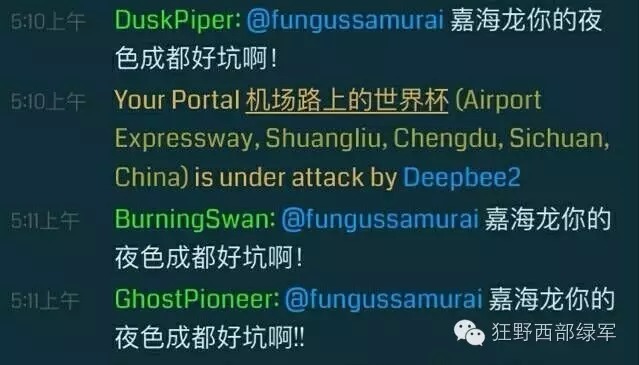 5:10上午 DuskPiper: @fungussamurai 嘉海龙你的夜
色成都好坑啊！
5:10上午 Your Portal 机场路上的世界杯 (Airport
Expressway, Shuangliu, Chengdu, Sichuan,
China) is under attack by Deepbee2
5:11上午 BurningSwan: @fungussamurai 嘉海龙你的
夜色成都好坑啊！
5:11上午 GhostPioneer: @fungussamurai 嘉海龙你
的夜色成都好坑啊!!
狂野西部绿军